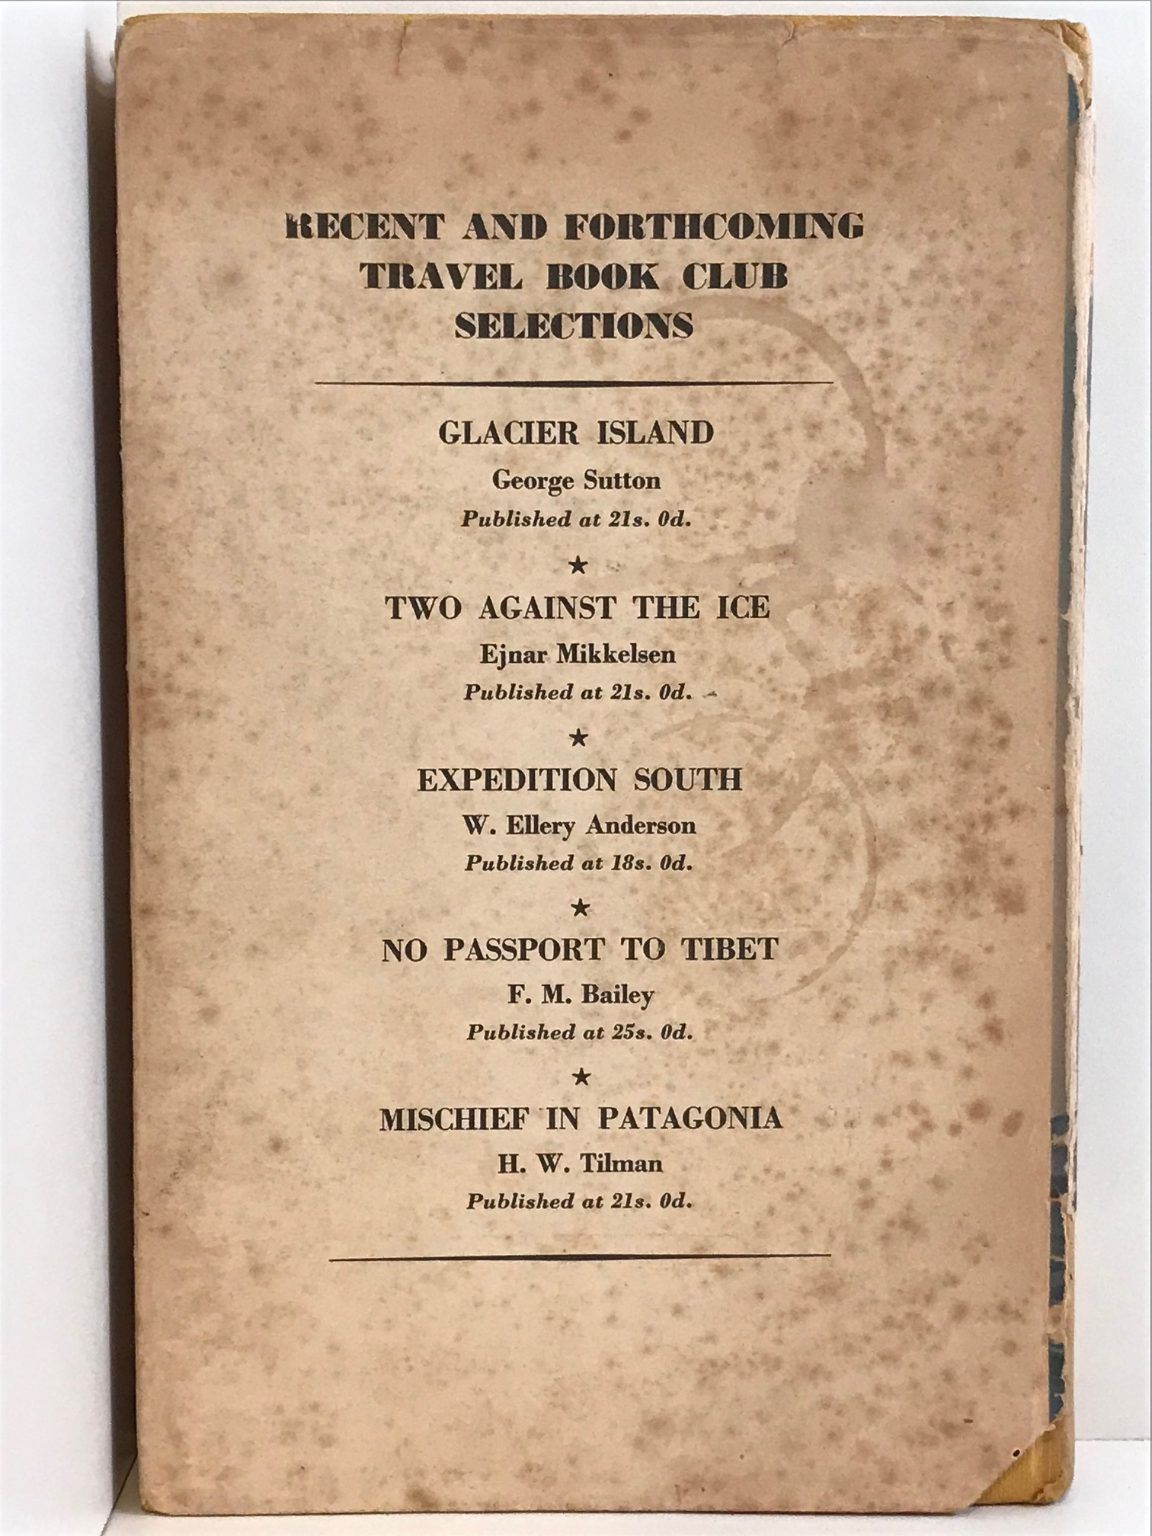 RECENT AND FORTHCOMING
TRAVEL BOOK CLUB
SELECTIONS
GLACIER ISLAND
George Sutton
Published at 21s. 0d.
★
TWO AGAINST THE ICE
Ejnar Mikkelsen
Published at 21s. 0d.
★
EXPEDITION SOUTH
W. Ellery Anderson
Published at 18s. 0d.
★
NO PASSPORT TO TIBET
F. M. Bailey
Published at 25s. 0d.
★
MISCHIEF IN PATAGONIA
H. W. Tilman
Published at 21s. 0d.